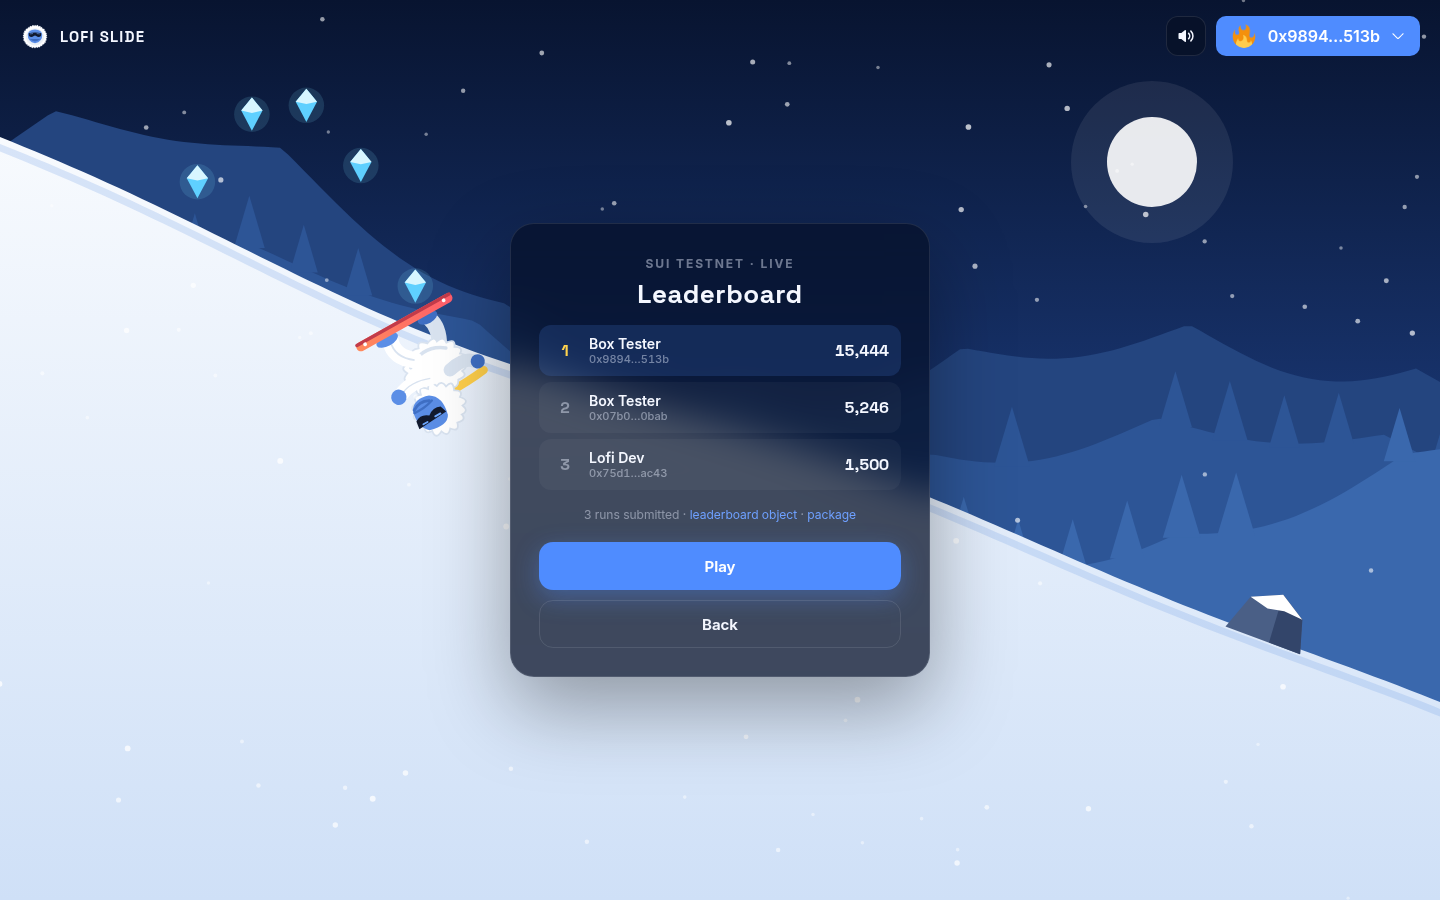 LOFI SLIDE
0x9894...513b
SUI TESTNET · LIVE
Leaderboard
1 Box Tester 15,444
0x9894...513b
2 Box Tester 5,246
0x07b0...0bab
3 Lofi Dev 1,500
0x75d1...ac43
3 runs submitted · leaderboard object · package
Play
Back